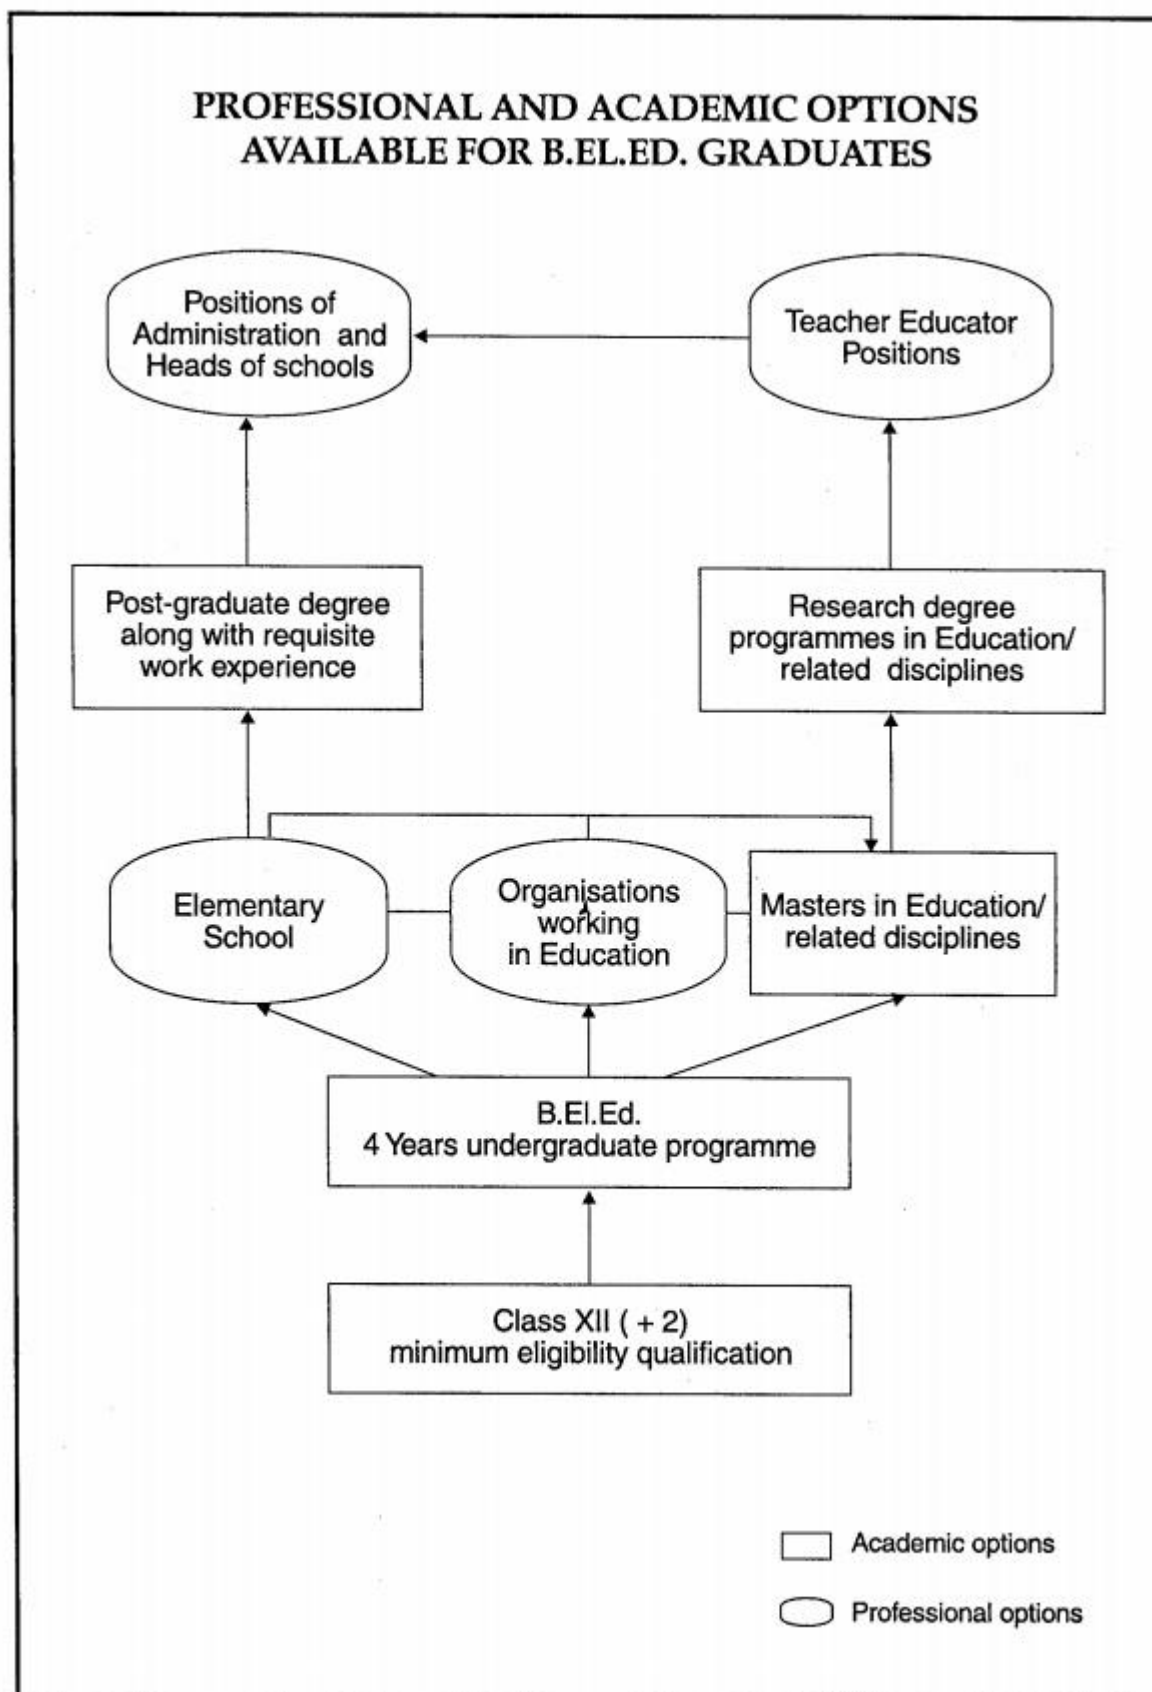 PROFESSIONAL AND ACADEMIC OPTIONS
AVAILABLE FOR B.EL.ED. GRADUATES
Positions of
Administration and
Heads of schools
Teacher Educator
Positions
Post-graduate degree
along with requisite
work experience
Research degree
programmes in Education/
related disciplines
Elementary
School
Organisations
working
in Education
Masters in Education/
related disciplines
B.El.Ed.
4 Years undergraduate programme
Class XII ( + 2)
minimum eligibility qualification
Academic options
Professional options